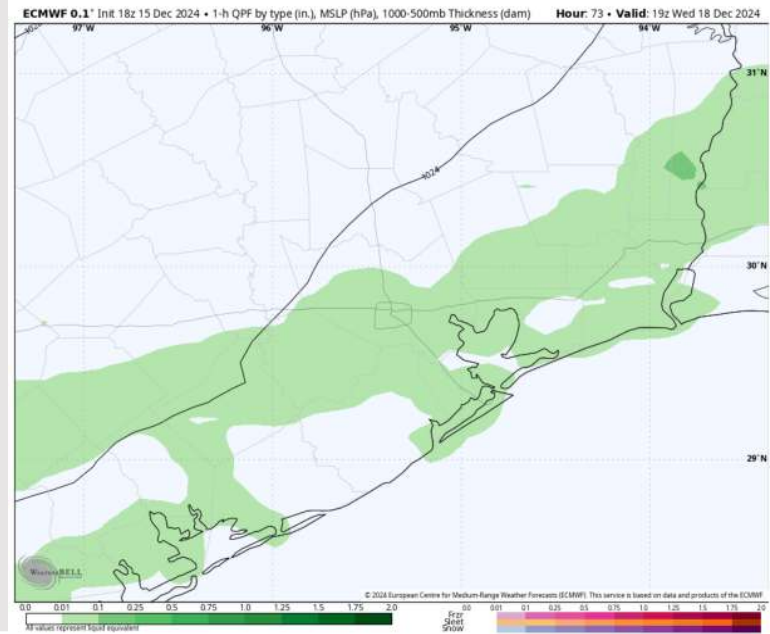 ECMWF 0.1° Init 18z 15 Dec 2024 • 1-h QPF by type (in.), MSLP (hPa), 1000-500mb Thickness (dam) Hour: 73 • Valid: 19z Wed 18 Dec 2024
97°W 96°W 95°W 94°W
31°N
1024
30°N
29°N
WeatherBELL
© 2024 European Centre for Medium-Range Weather Forecasts (ECMWF). This service is based on data and products of the ECMWF
0.0 0.01 0.1 0.25 0.5 0.75 1.0 1.25 1.5 1.75 2.0
All values represent liquid equivalent
0.0 0.01 0.1 0.25 0.5 0.75 1.0 1.25 1.5 1.75 2.0
Frzr
Sleet
Snow